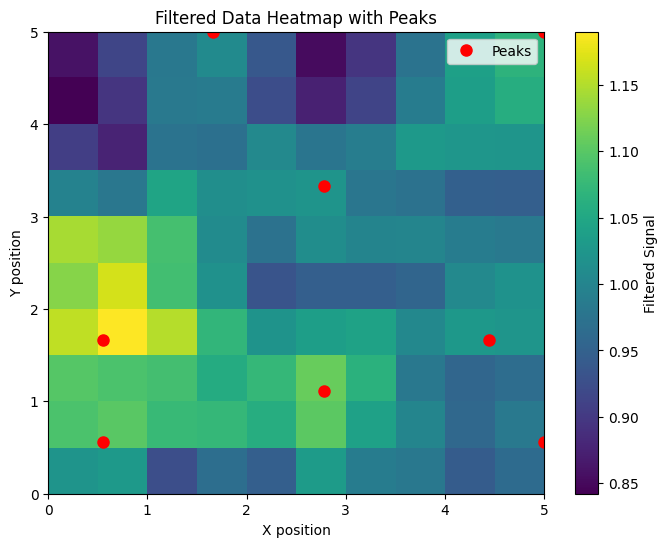 Filtered Data Heatmap with Peaks
Peaks
5
4
3
2
1
0
Y position
0 1 2 3 4 5
X position
1.15
1.10
1.05
1.00
0.95
0.90
0.85
Filtered Signal